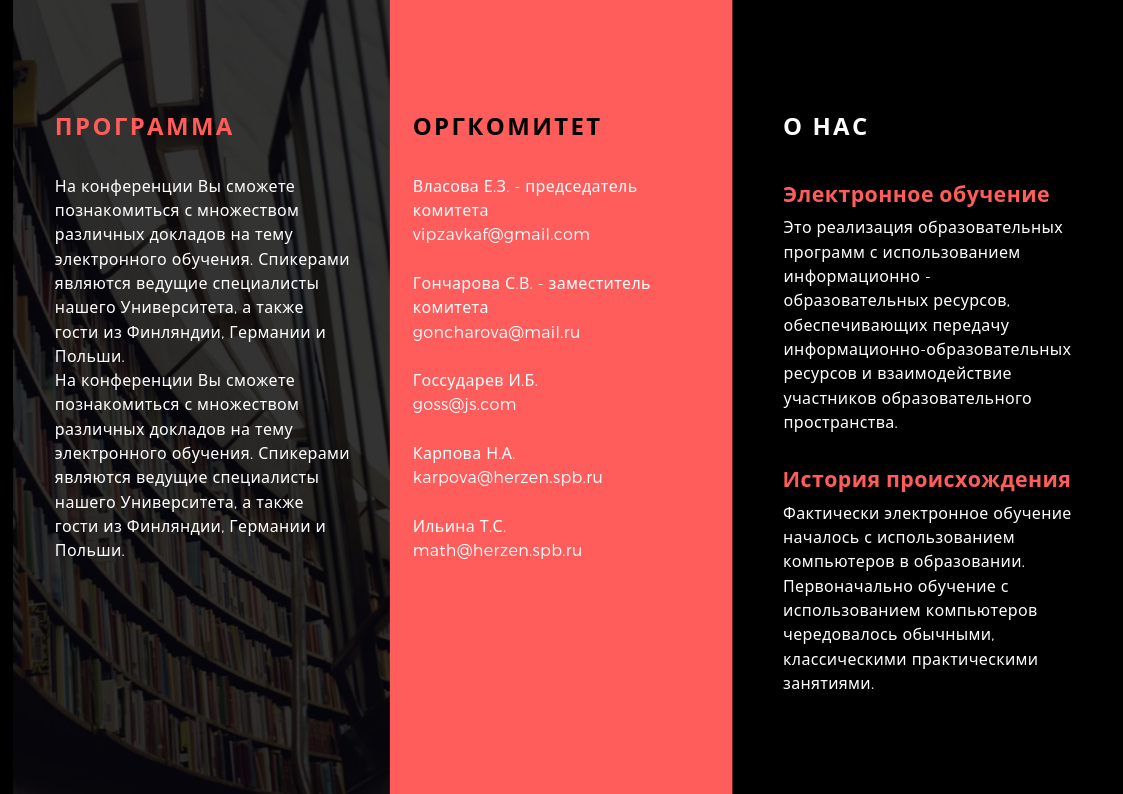 ПРОГРАММА
На конференции Вы сможете
познакомиться с множеством
различных докладов на тему
электронного обучения. Спикерами
являются ведущие специалисты
нашего Университета, а также
гости из Финляндии, Германии и
Польши.
На конференции Вы сможете
познакомиться с множеством
различных докладов на тему
электронного обучения. Спикерами
являются ведущие специалисты
нашего Университета, а также
гости из Финляндии, Германии и
Польши.
ОРГКОМИТЕТ
Власова Е.З. - председатель
комитета
vipzavkaf@gmail.com
Гончарова С.В. - заместитель
комитета
goncharova@mail.ru
Госсударев И.Б.
goss@js.com
Карпова Н.А.
karpova@herzen.spb.ru
Ильина Т.С.
math@herzen.spb.ru
О НАС
Электронное обучение
Это реализация образовательных
программ с использованием
информационно -
образовательных ресурсов,
обеспечивающих передачу
информационно-образовательных
ресурсов и взаимодействие
участников образовательного
пространства.
История происхождения
Фактически электронное обучение
началось с использованием
компьютеров в образовании.
Первоначально обучение с
использованием компьютеров
чередовалось обычными,
классическими практическими
занятиями.